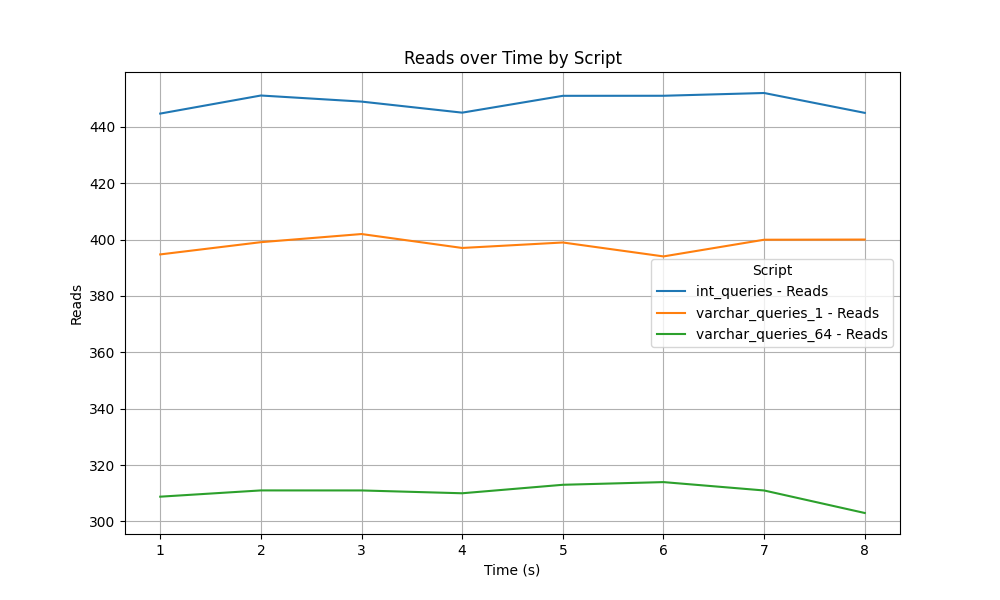 Reads over Time by Script
Reads
440
420
400
380
360
340
320
300
Script
int_queries - Reads
varchar_queries_1 - Reads
varchar_queries_64 - Reads
1 2 3 4 5 6 7 8
Time (s)